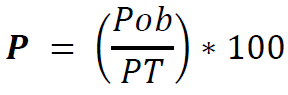 P = (Pob / PT) * 100